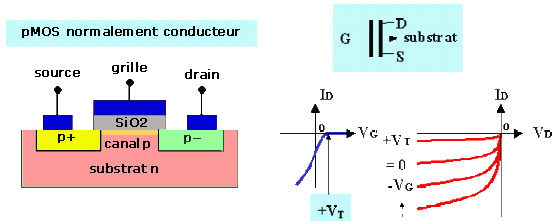 pMOS normalement conducteur
source
grille
drain
SiO2
p+
canal p
p–
substrat n
G
D
substrat
S
ID
0
VG
+VT
ID
0
VD
+VT
= 0
-VG